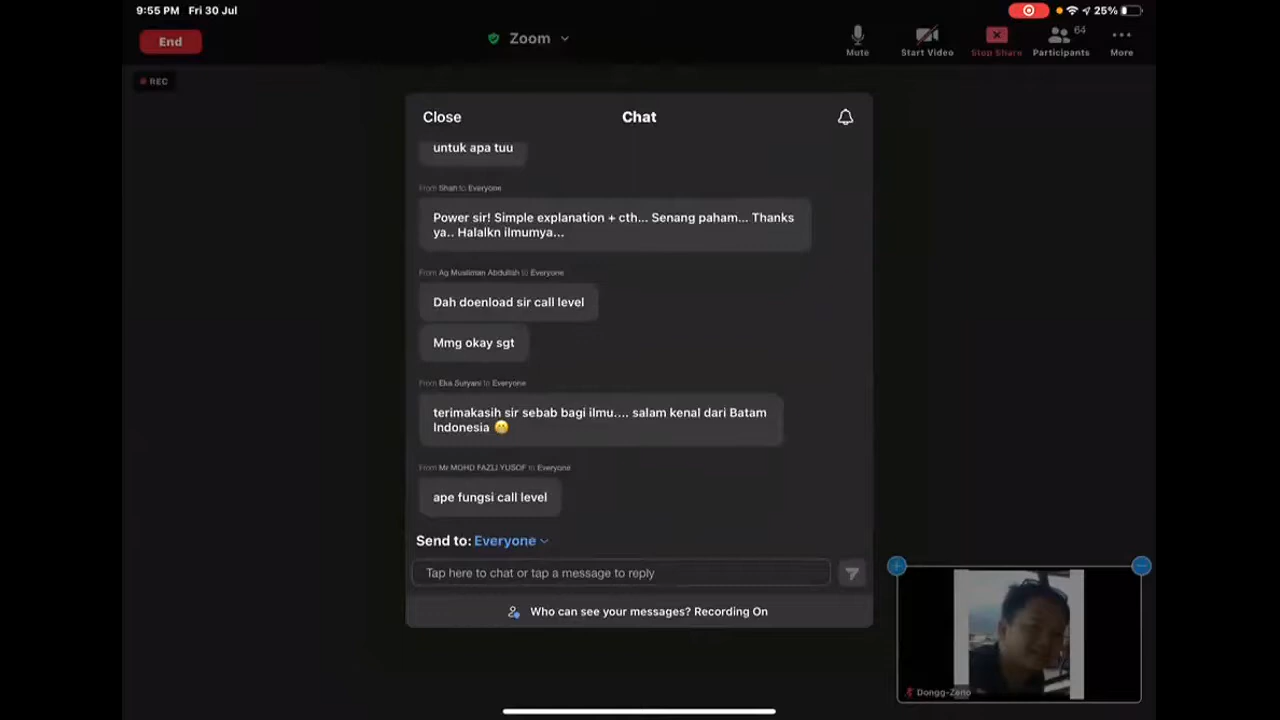 9:55 PM Fri 30 Jul
25%
End
Zoom
Mute
Start Video
Stop Share
Participants
64
More
REC
Close
Chat
untuk apa tuu
From Shah to Everyone
Power sir! Simple explanation + cth... Senang paham... Thanks
ya.. Halalkn ilmumya...
From Ag Musliman Abdullah to Everyone
Dah doenload sir call level
Mmg okay sgt
From Eka Suryani to Everyone
terimakasih sir sebab bagi ilmu.... salam kenal dari Batam
Indonesia 😁
From Mr MOHD FAZLI YUSOF to Everyone
ape fungsi call level
Send to: Everyone
Tap here to chat or tap a message to reply
Who can see your messages? Recording On
Dongg-Zeno